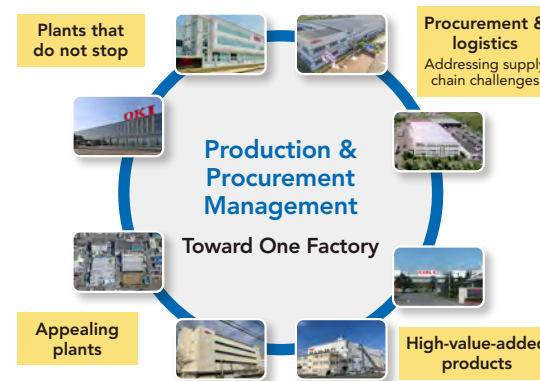 Plants that
do not stop
Procurement &
logistics
Addressing supply
chain challenges
OKI
Production &
Procurement
Management
Toward One Factory
OKI
Appealing
plants
High-value-added
products